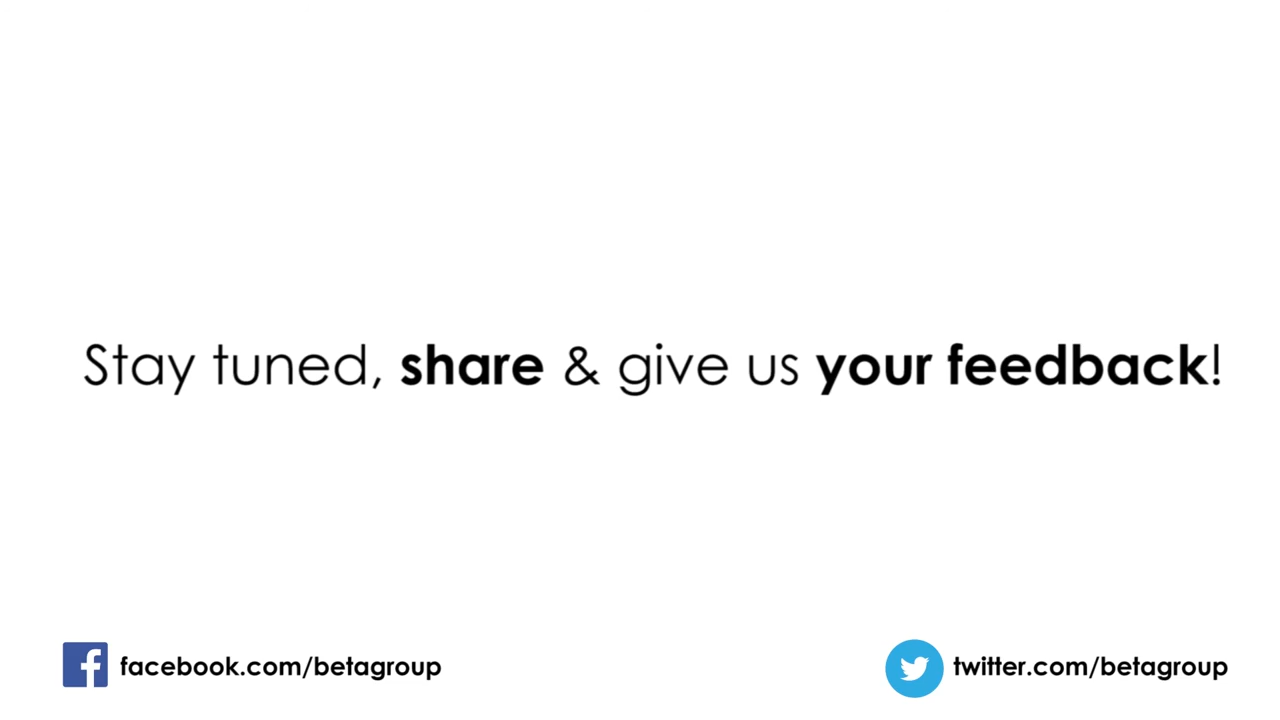 Stay tuned, share & give us your feedback!
facebook.com/betagroup
twitter.com/betagroup